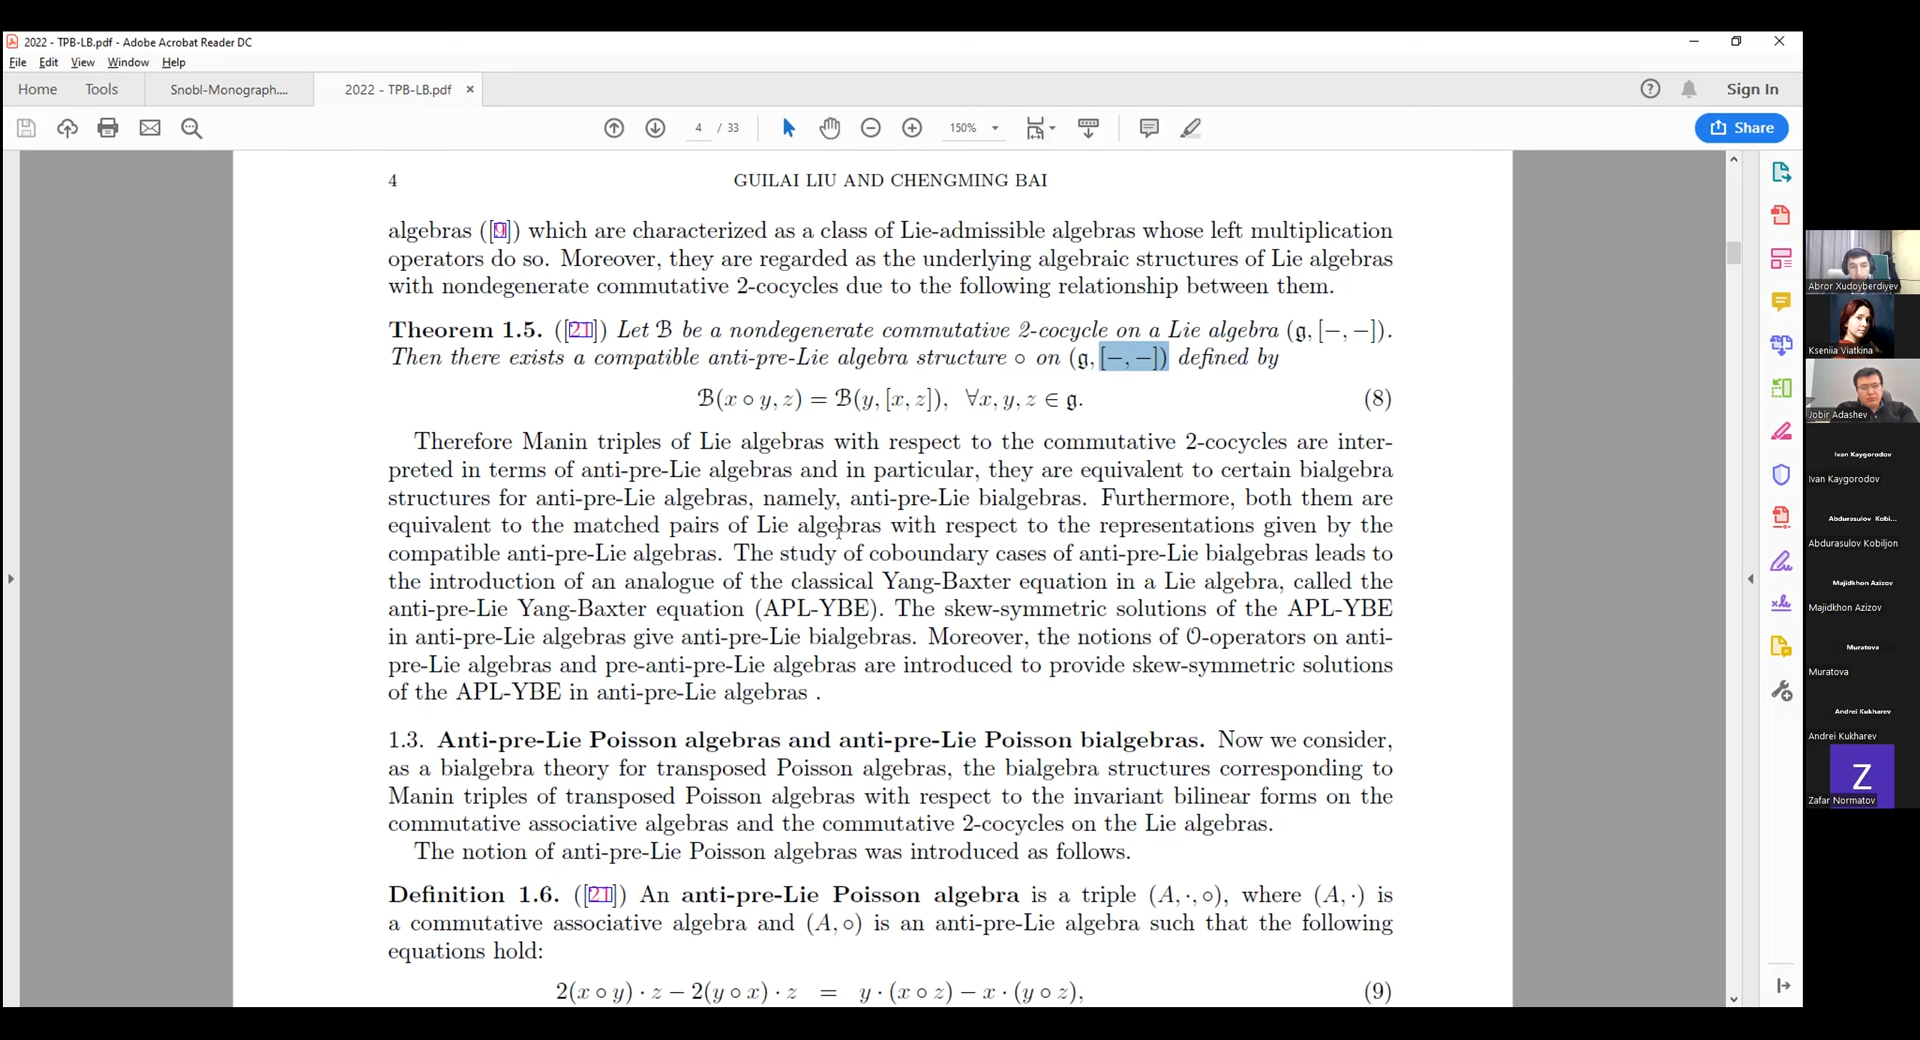 2022 - TPB-LB.pdf - Adobe Acrobat Reader DC
File Edit View Window Help
Home Tools Snobl-Monograph.... 2022 - TPB-LB.pdf × Sign In
4 / 33 150% Share
4 GUILAI LIU AND CHENGMING BAI
algebras ([9]) which are characterized as a class of Lie-admissible algebras whose left multiplication
operators do so. Moreover, they are regarded as the underlying algebraic structures of Lie algebras
with nondegenerate commutative 2-cocycles due to the following relationship between them.
Theorem 1.5. ([21]) Let ℬ be a nondegenerate commutative 2-cocycle on a Lie algebra (𝔤, [−, −]).
Then there exists a compatible anti-pre-Lie algebra structure ∘ on (𝔤, [−, −]) defined by
ℬ(x ∘ y, z) = ℬ(y, [x, z]), ∀x, y, z ∈ 𝔤. (8)
Therefore Manin triples of Lie algebras with respect to the commutative 2-cocycles are inter-
preted in terms of anti-pre-Lie algebras and in particular, they are equivalent to certain bialgebra
structures for anti-pre-Lie algebras, namely, anti-pre-Lie bialgebras. Furthermore, both them are
equivalent to the matched pairs of Lie algebras with respect to the representations given by the
compatible anti-pre-Lie algebras. The study of coboundary cases of anti-pre-Lie bialgebras leads to
the introduction of an analogue of the classical Yang-Baxter equation in a Lie algebra, called the
anti-pre-Lie Yang-Baxter equation (APL-YBE). The skew-symmetric solutions of the APL-YBE
in anti-pre-Lie algebras give anti-pre-Lie bialgebras. Moreover, the notions of 𝒪-operators on anti-
pre-Lie algebras and pre-anti-pre-Lie algebras are introduced to provide skew-symmetric solutions
of the APL-YBE in anti-pre-Lie algebras .
1.3. Anti-pre-Lie Poisson algebras and anti-pre-Lie Poisson bialgebras. Now we consider,
as a bialgebra theory for transposed Poisson algebras, the bialgebra structures corresponding to
Manin triples of transposed Poisson algebras with respect to the invariant bilinear forms on the
commutative associative algebras and the commutative 2-cocycles on the Lie algebras.
The notion of anti-pre-Lie Poisson algebras was introduced as follows.
Definition 1.6. ([21]) An anti-pre-Lie Poisson algebra is a triple (A, ·, ∘), where (A, ·) is
a commutative associative algebra and (A, ∘) is an anti-pre-Lie algebra such that the following
equations hold:
2(x ∘ y) · z − 2(y ∘ x) · z = y · (x ∘ z) − x · (y ∘ z), (9)
Abror Xudoyberdiyev
Kseniia Viatkina
Jobir Adashev
Ivan Kaygorodov
Ivan Kaygorodov
Abdurasulov Kobi...
Abdurasulov Kobiljon
Majidkhon Azizov
Majidkhon Azizov
Muratova
Muratova
Andrei Kukharev
Andrei Kukharev
Z
Zafar Normatov